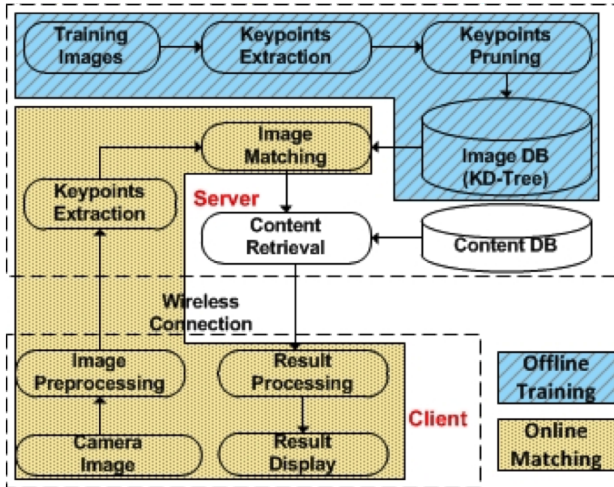 Training
Images
Keypoints
Extraction
Keypoints
Pruning
Image
Matching
Image DB
(KD-Tree)
Keypoints
Extraction
Server
Content
Retrieval
Content DB
Wireless
Connection
Image
Preprocessing
Result
Processing
Client
Camera
Image
Result
Display
Offline
Training
Online
Matching